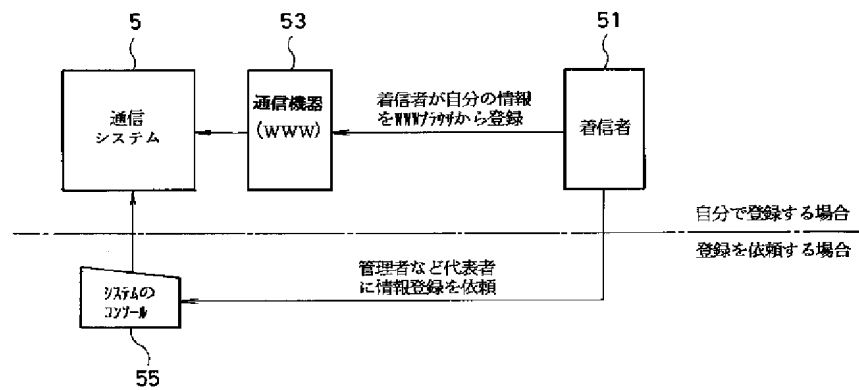 5
53
51
通信
システム
通信機器
(WWW)
着信者が自分の情報
をWWWﾌﾞﾗｳｻﾞから登録
着信者
自分で登録する場合
登録を依頼する場合
管理者など代表者
に情報登録を依頼
ｼｽﾃﾑの
ｺﾝｿｰﾙ
55